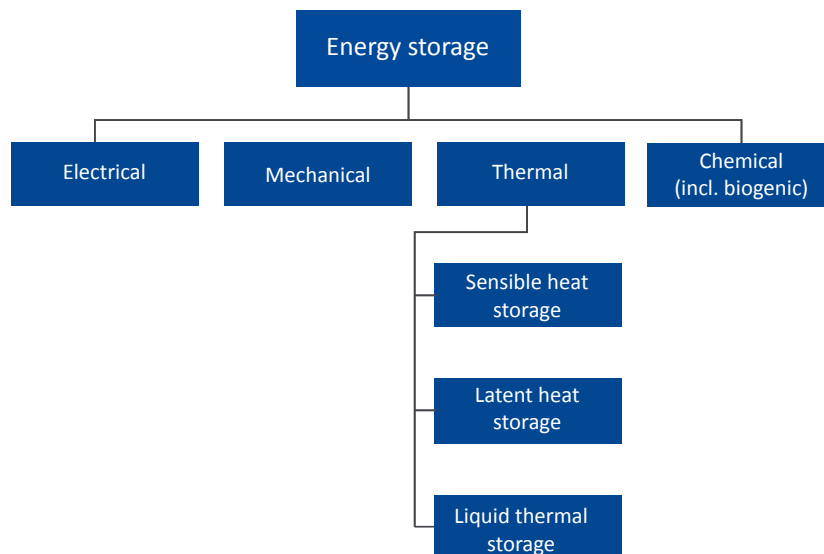 Energy storage
Electrical
Mechanical
Thermal
Chemical
(incl. biogenic)
Sensible heat
storage
Latent heat
storage
Liquid thermal
storage